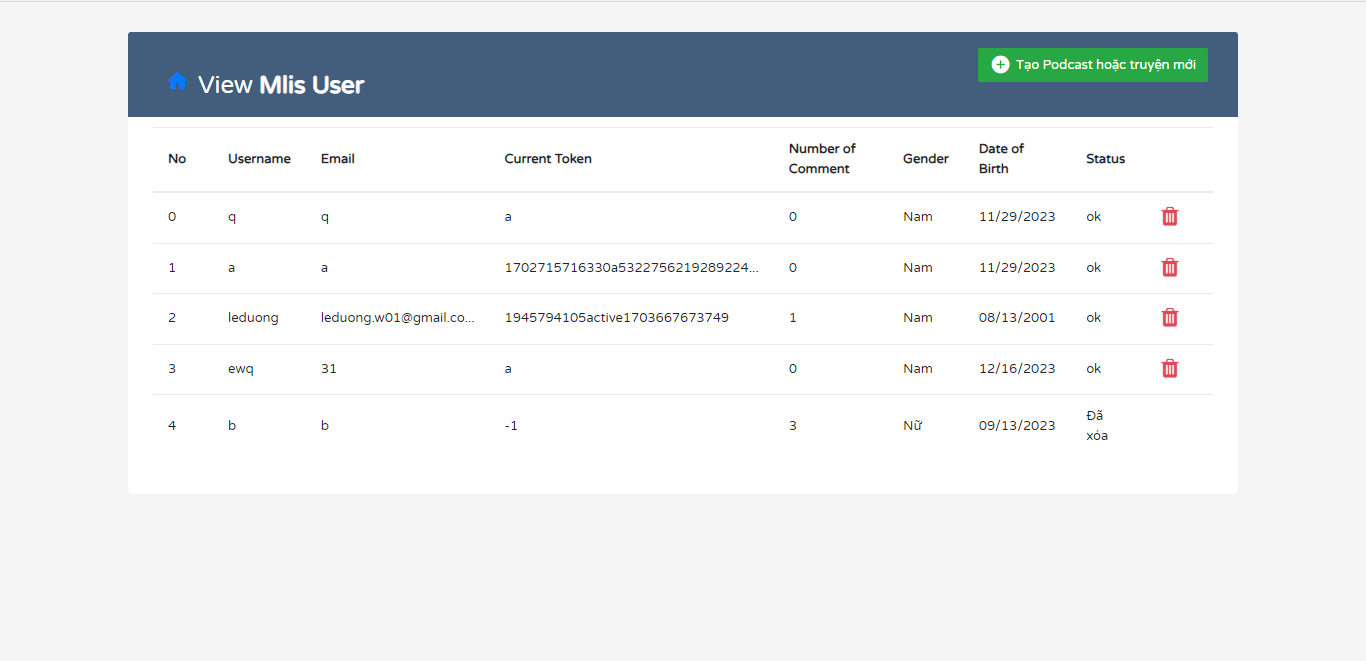 Tạo Podcast hoặc truyện mới
View Mlis User
No Username Email Current Token Number of Comment Gender Date of Birth Status
0 q q a 0 Nam 11/29/2023 ok
1 a a 1702715716330a5322756219289224... 0 Nam 11/29/2023 ok
2 leduong leduong.w01@gmail.co... 1945794105active1703667673749 1 Nam 08/13/2001 ok
3 ewq 31 a 0 Nam 12/16/2023 ok
4 b b -1 3 Nữ 09/13/2023 Đã xóa